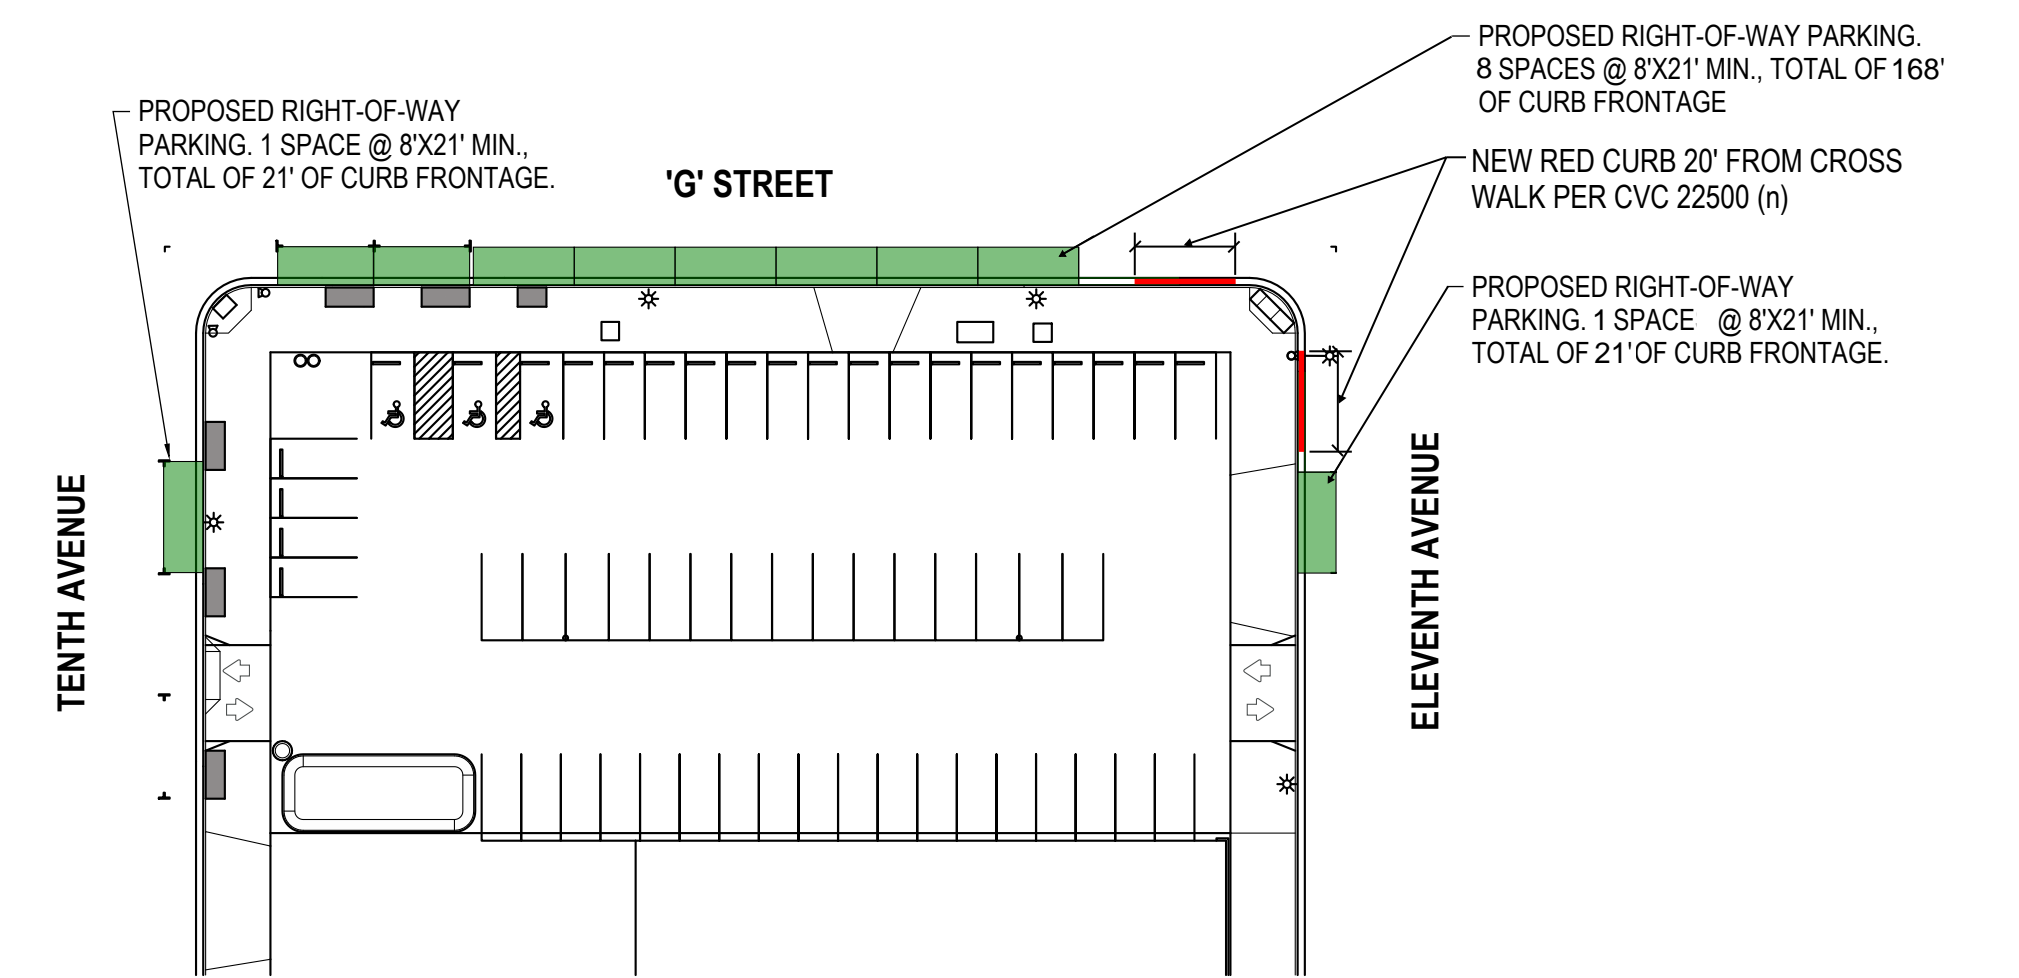 PROPOSED RIGHT-OF-WAY PARKING.
8 SPACES @ 8'X21' MIN., TOTAL OF 168'
OF CURB FRONTAGE
PROPOSED RIGHT-OF-WAY
PARKING. 1 SPACE @ 8'X21' MIN.,
TOTAL OF 21' OF CURB FRONTAGE.
'G' STREET
NEW RED CURB 20' FROM CROSS
WALK PER CVC 22500 (n)
PROPOSED RIGHT-OF-WAY
PARKING. 1 SPACE @ 8'X21' MIN.,
TOTAL OF 21' OF CURB FRONTAGE.
TENTH AVENUE
ELEVENTH AVENUE